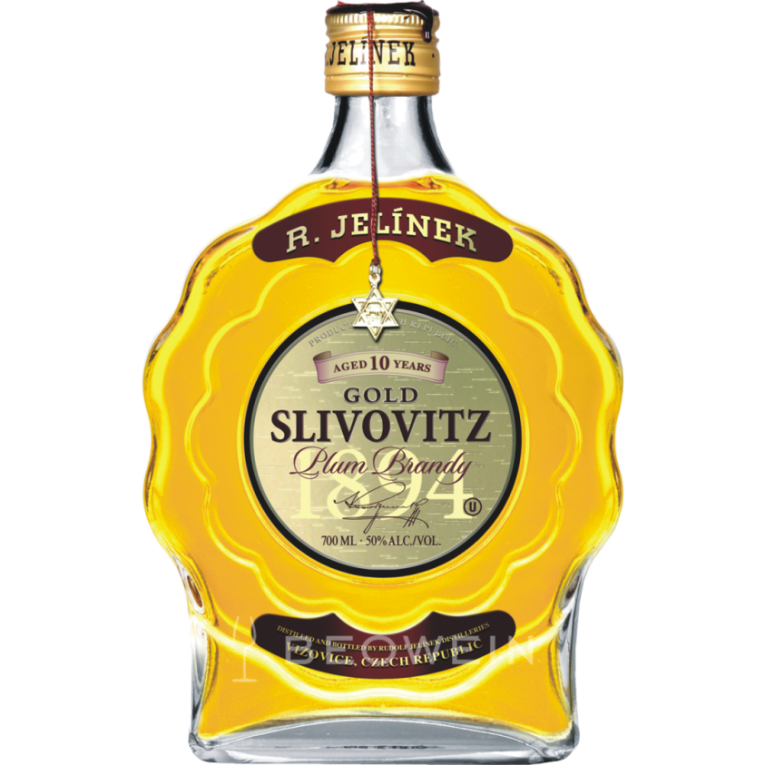 R. JELÍNEK
R. JELÍNEK
AGED 10 YEARS
GOLD
SLIVOVITZ
Plum Brandy
1894
U
700 ML - 50% ALC./VOL.
DISTILLED AND BOTTLED BY RUDOLF JELÍNEK DISTILLERIES
VIZOVICE, CZECH REPUBLIC
BEOWEIN